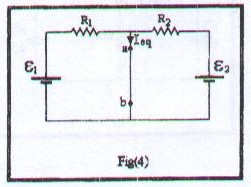 R1 R2
Ieq
a
ε1 ε2
b
Fig(4)